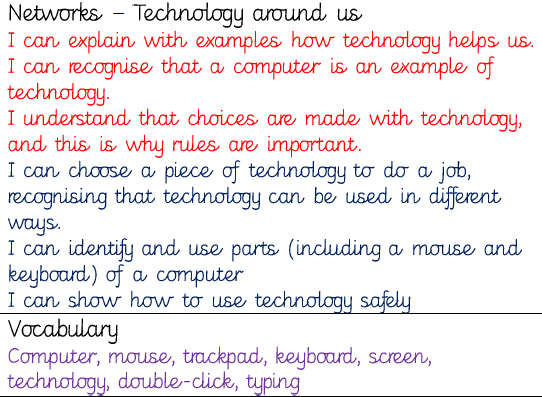 Networks – Technology around us
I can explain with examples how technology helps us.
I can recognise that a computer is an example of
technology.
I understand that choices are made with technology,
and this is why rules are important.
I can choose a piece of technology to do a job,
recognising that technology can be used in different
ways.
I can identify and use parts (including a mouse and
keyboard) of a computer
I can show how to use technology safely
Vocabulary
Computer, mouse, trackpad, keyboard, screen,
technology, double-click, typing